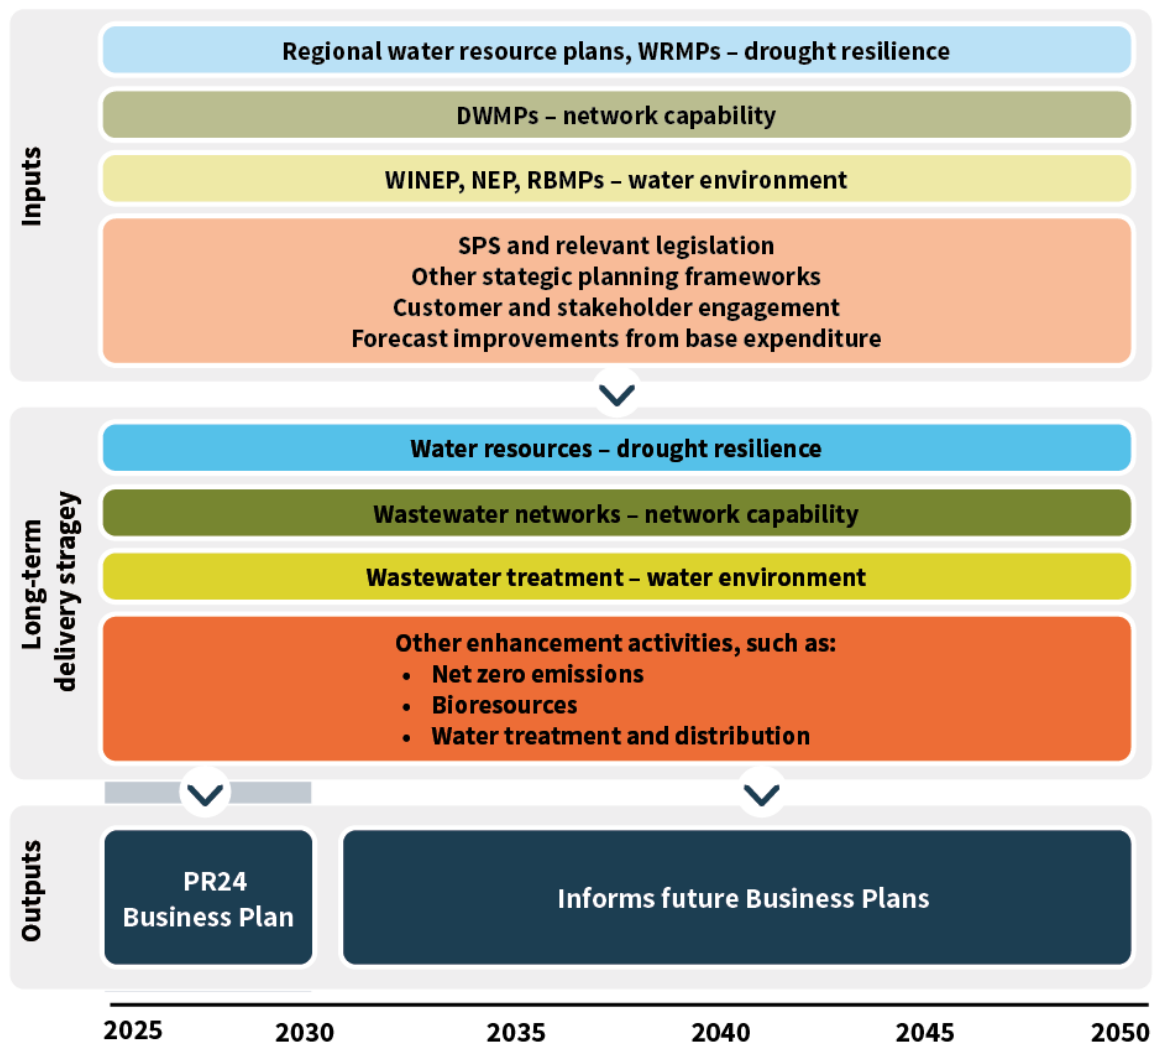 Inputs
Regional water resource plans, WRMPs – drought resilience
DWMPs – network capability
WINEP, NEP, RBMPs – water environment
SPS and relevant legislation
Other stategic planning frameworks
Customer and stakeholder engagement
Forecast improvements from base expenditure
Long-term
delivery stragey
Water resources – drought resilience
Wastewater networks – network capability
Wastewater treatment – water environment
Other enhancement activities, such as:
• Net zero emissions
• Bioresources
• Water treatment and distribution
Outputs
PR24
Business Plan
Informs future Business Plans
2025 2030 2035 2040 2045 2050